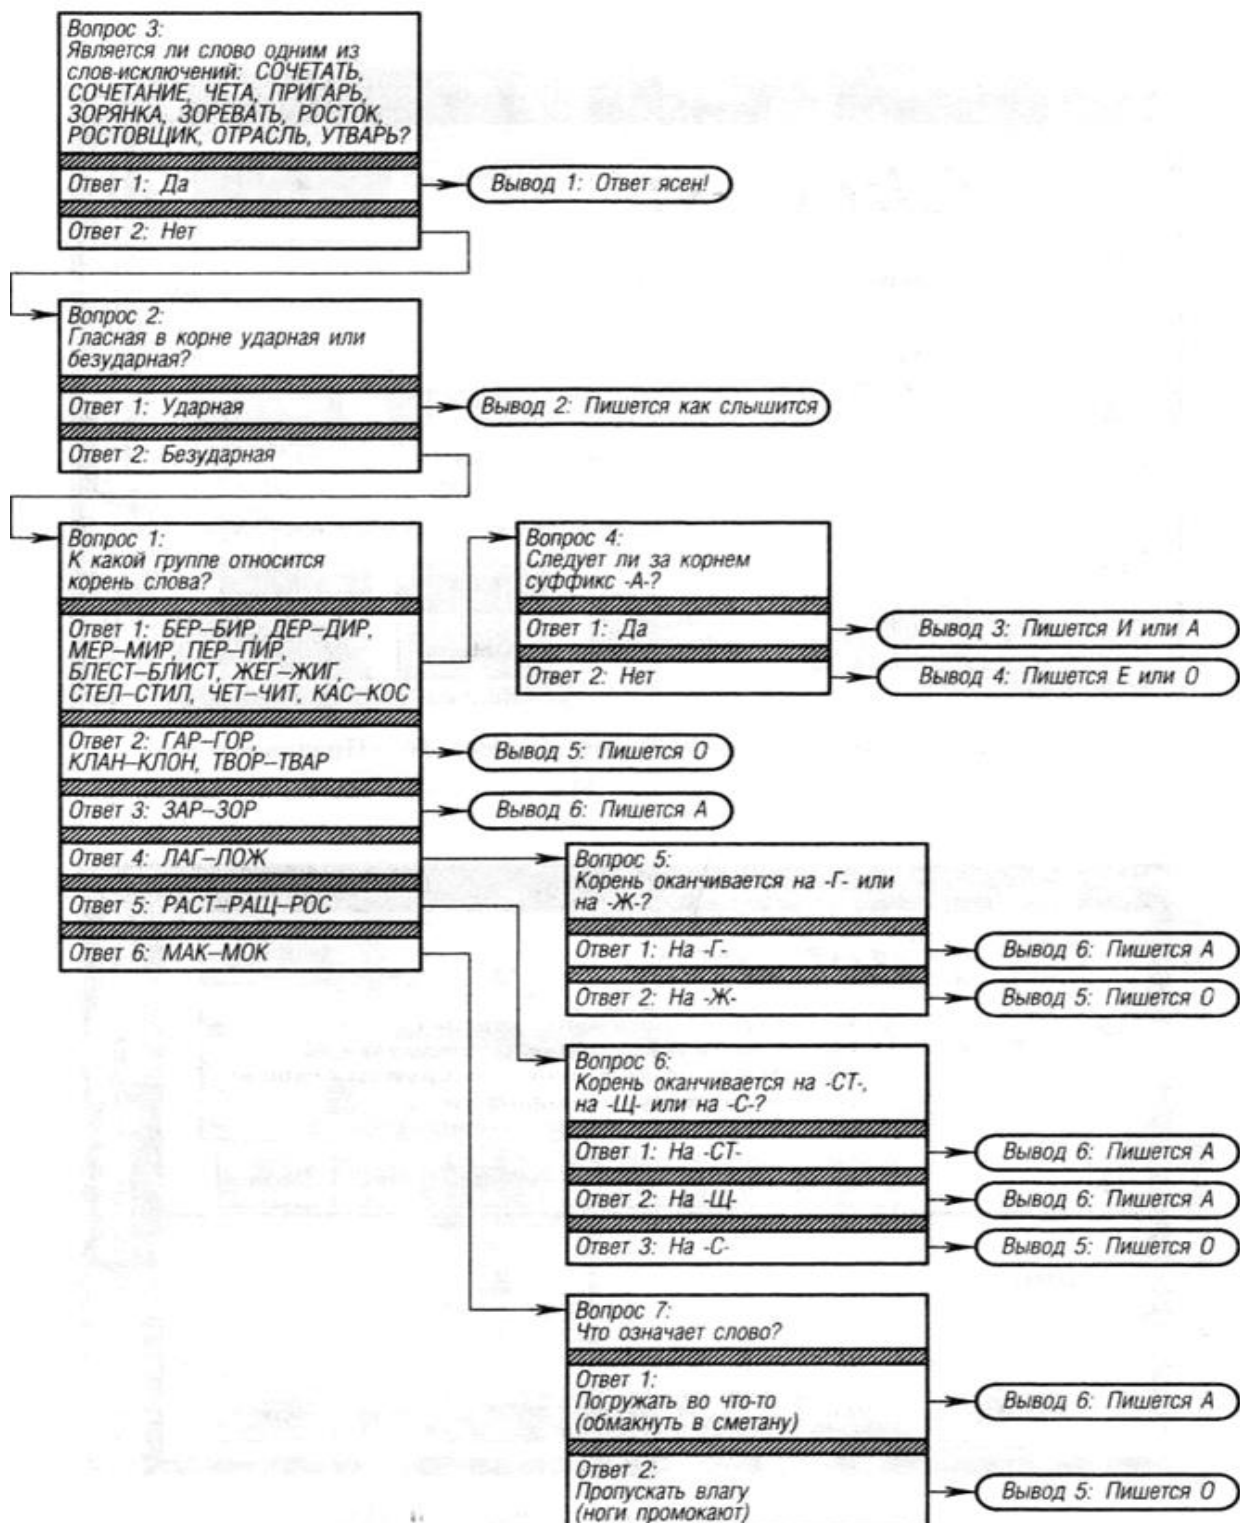 Вопрос 3:
Является ли слово одним из
слов-исключений: СОЧЕТАТЬ,
СОЧЕТАНИЕ, ЧЕТА, ПРИГАРЬ,
ЗОРЯНКА, ЗОРЕВАТЬ, РОСТОК,
РОСТОВЩИК, ОТРАСЛЬ, УТВАРЬ?
Ответ 1: Да
Вывод 1: Ответ ясен!
Ответ 2: Нет
Вопрос 2:
Гласная в корне ударная или
безударная?
Ответ 1: Ударная
Вывод 2: Пишется как слышится
Ответ 2: Безударная
Вопрос 1:
К какой группе относится
корень слова?
Ответ 1: БЕР–БИР, ДЕР–ДИР,
МЕР–МИР, ПЕР–ПИР,
БЛЕСТ–БЛИСТ, ЖЕГ–ЖИГ,
СТЕЛ–СТИЛ, ЧЕТ–ЧИТ, КАС–КОС
Вопрос 4:
Следует ли за корнем
суффикс -А-?
Ответ 1: Да
Вывод 3: Пишется И или А
Ответ 2: Нет
Вывод 4: Пишется Е или О
Ответ 2: ГАР–ГОР,
КЛАН–КЛОН, ТВОР–ТВАР
Вывод 5: Пишется О
Ответ 3: ЗАР–ЗОР
Вывод 6: Пишется А
Ответ 4: ЛАГ–ЛОЖ
Ответ 5: РАСТ–РАЩ–РОС
Ответ 6: МАК–МОК
Вопрос 5:
Корень оканчивается на -Г- или
на -Ж-?
Ответ 1: На -Г-
Вывод 6: Пишется А
Ответ 2: На -Ж-
Вывод 5: Пишется О
Вопрос 6:
Корень оканчивается на -СТ-,
на -Щ- или на -С-?
Ответ 1: На -СТ-
Вывод 6: Пишется А
Ответ 2: На -Щ-
Вывод 6: Пишется А
Ответ 3: На -С-
Вывод 5: Пишется О
Вопрос 7:
Что означает слово?
Ответ 1:
Погружать во что-то
(обмакнуть в сметану)
Вывод 6: Пишется А
Ответ 2:
Пропускать влагу
(ноги промокают)
Вывод 5: Пишется О